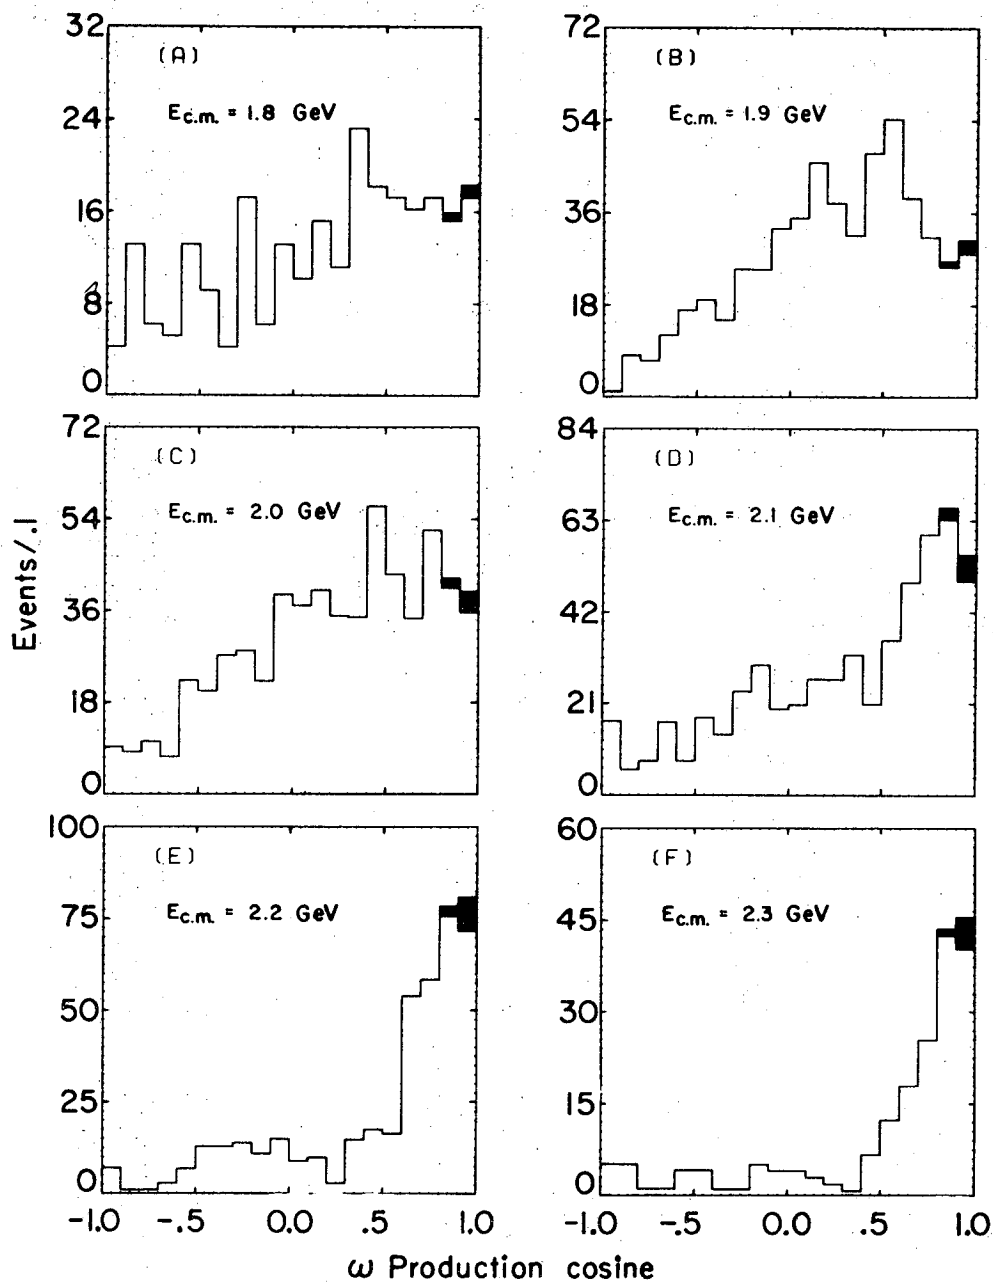 32
24
16
8
0
(A)
E c.m. = 1.8 GeV
72
54
36
18
0
(B)
E c.m. = 1.9 GeV
72
54
36
18
0
(C)
E c.m. = 2.0 GeV
84
63
42
21
0
(D)
E c.m. = 2.1 GeV
Events/.1
100
75
50
25
0
(E)
E c.m. = 2.2 GeV
-1.0 -.5 0.0 .5 1.0
60
45
30
15
0
(F)
E c.m. = 2.3 GeV
-1.0 -.5 0.0 .5 1.0
ω Production cosine